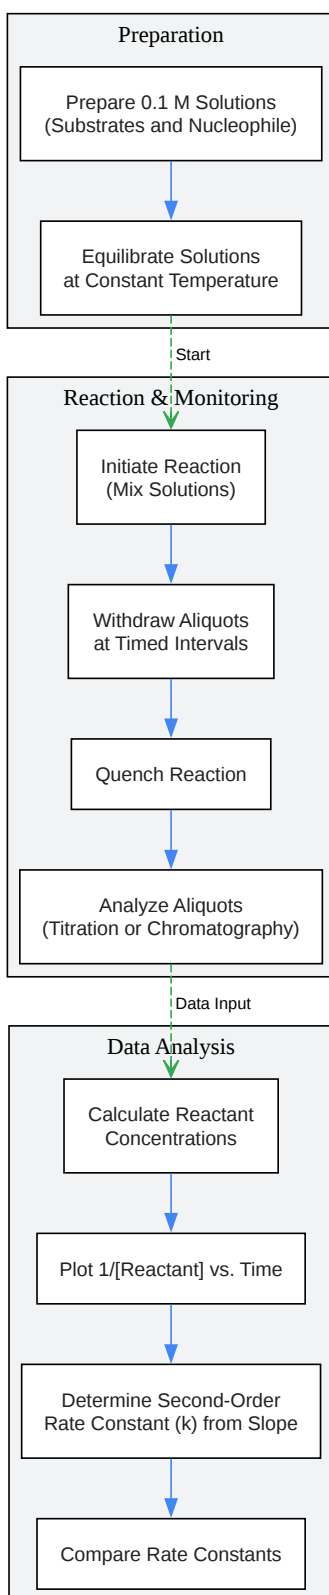 Preparation
Prepare 0.1 M Solutions
(Substrates and Nucleophile)
Equilibrate Solutions
at Constant Temperature
Start
Reaction & Monitoring
Initiate Reaction
(Mix Solutions)
Withdraw Aliquots
at Timed Intervals
Quench Reaction
Analyze Aliquots
(Titration or Chromatography)
Data Input
Data Analysis
Calculate Reactant
Concentrations
Plot 1/[Reactant] vs. Time
Determine Second-Order
Rate Constant (k) from Slope
Compare Rate Constants